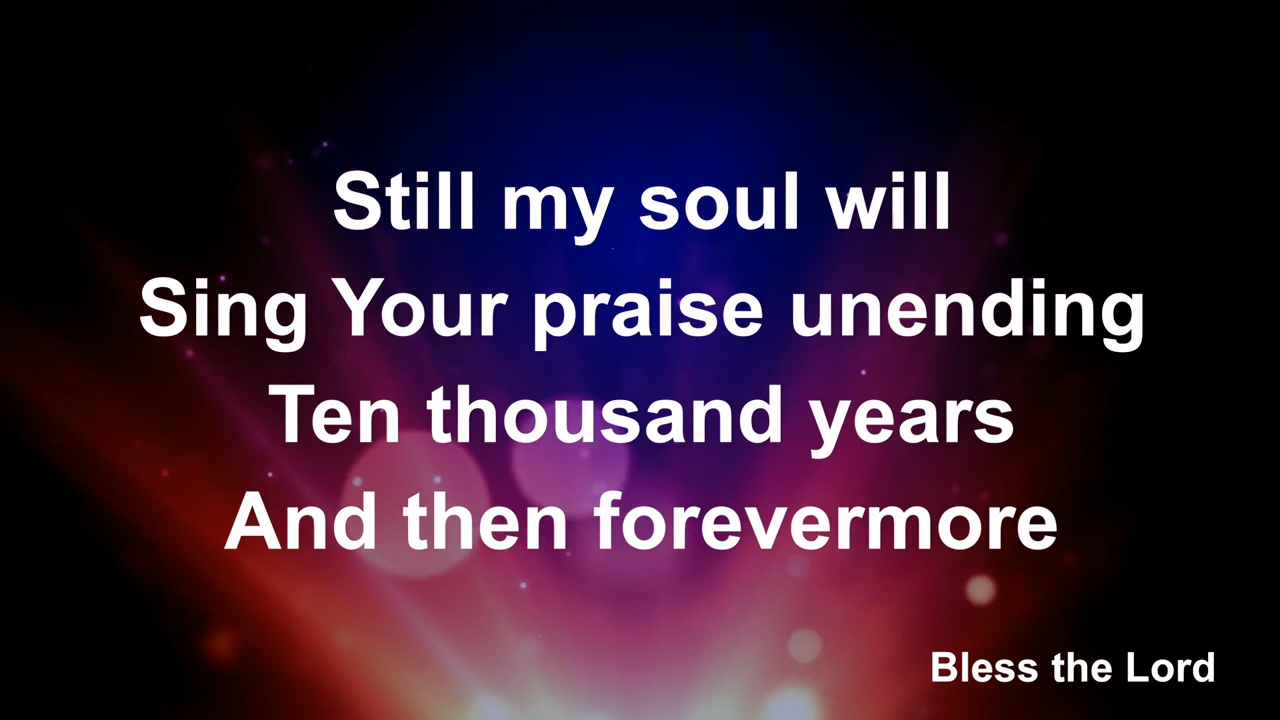 Still my soul will
Sing Your praise unending
Ten thousand years
And then forevermore
Bless the Lord